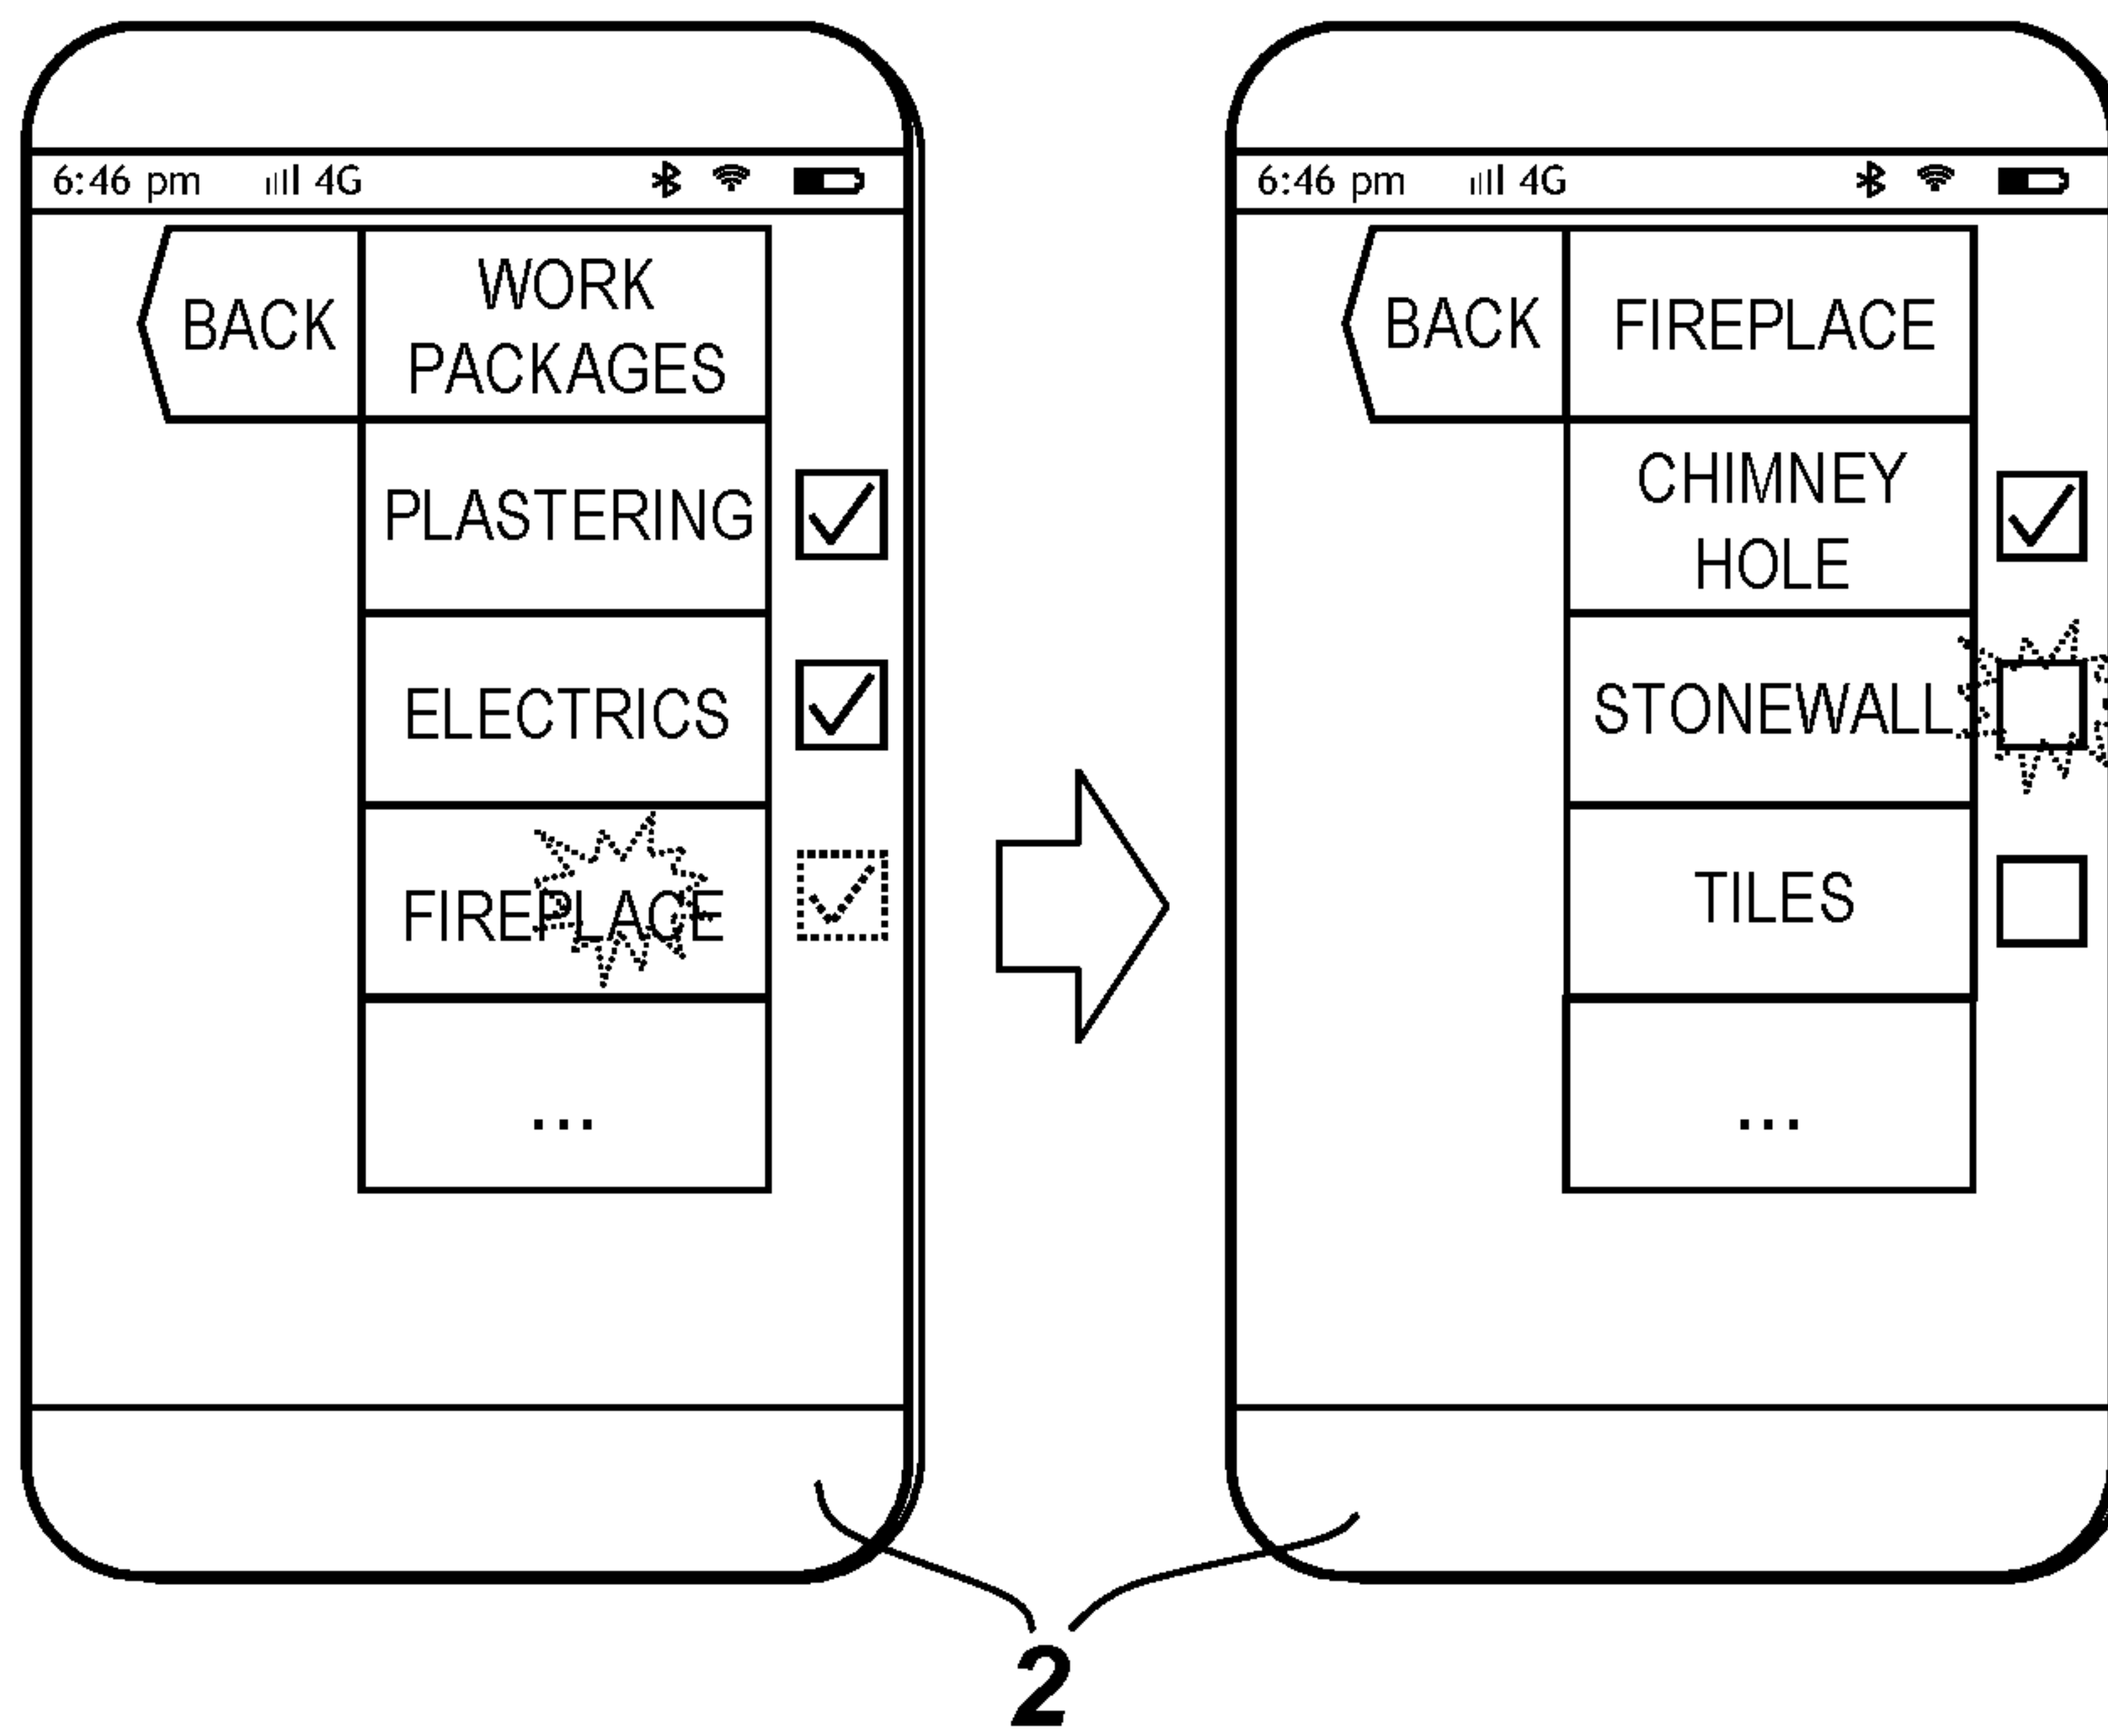 6:46 pm 4G
BACK
WORK
PACKAGES
PLASTERING
ELECTRICS
FIREPLACE
...
6:46 pm 4G
BACK
FIREPLACE
CHIMNEY
HOLE
STONEWALL
TILES
...
2